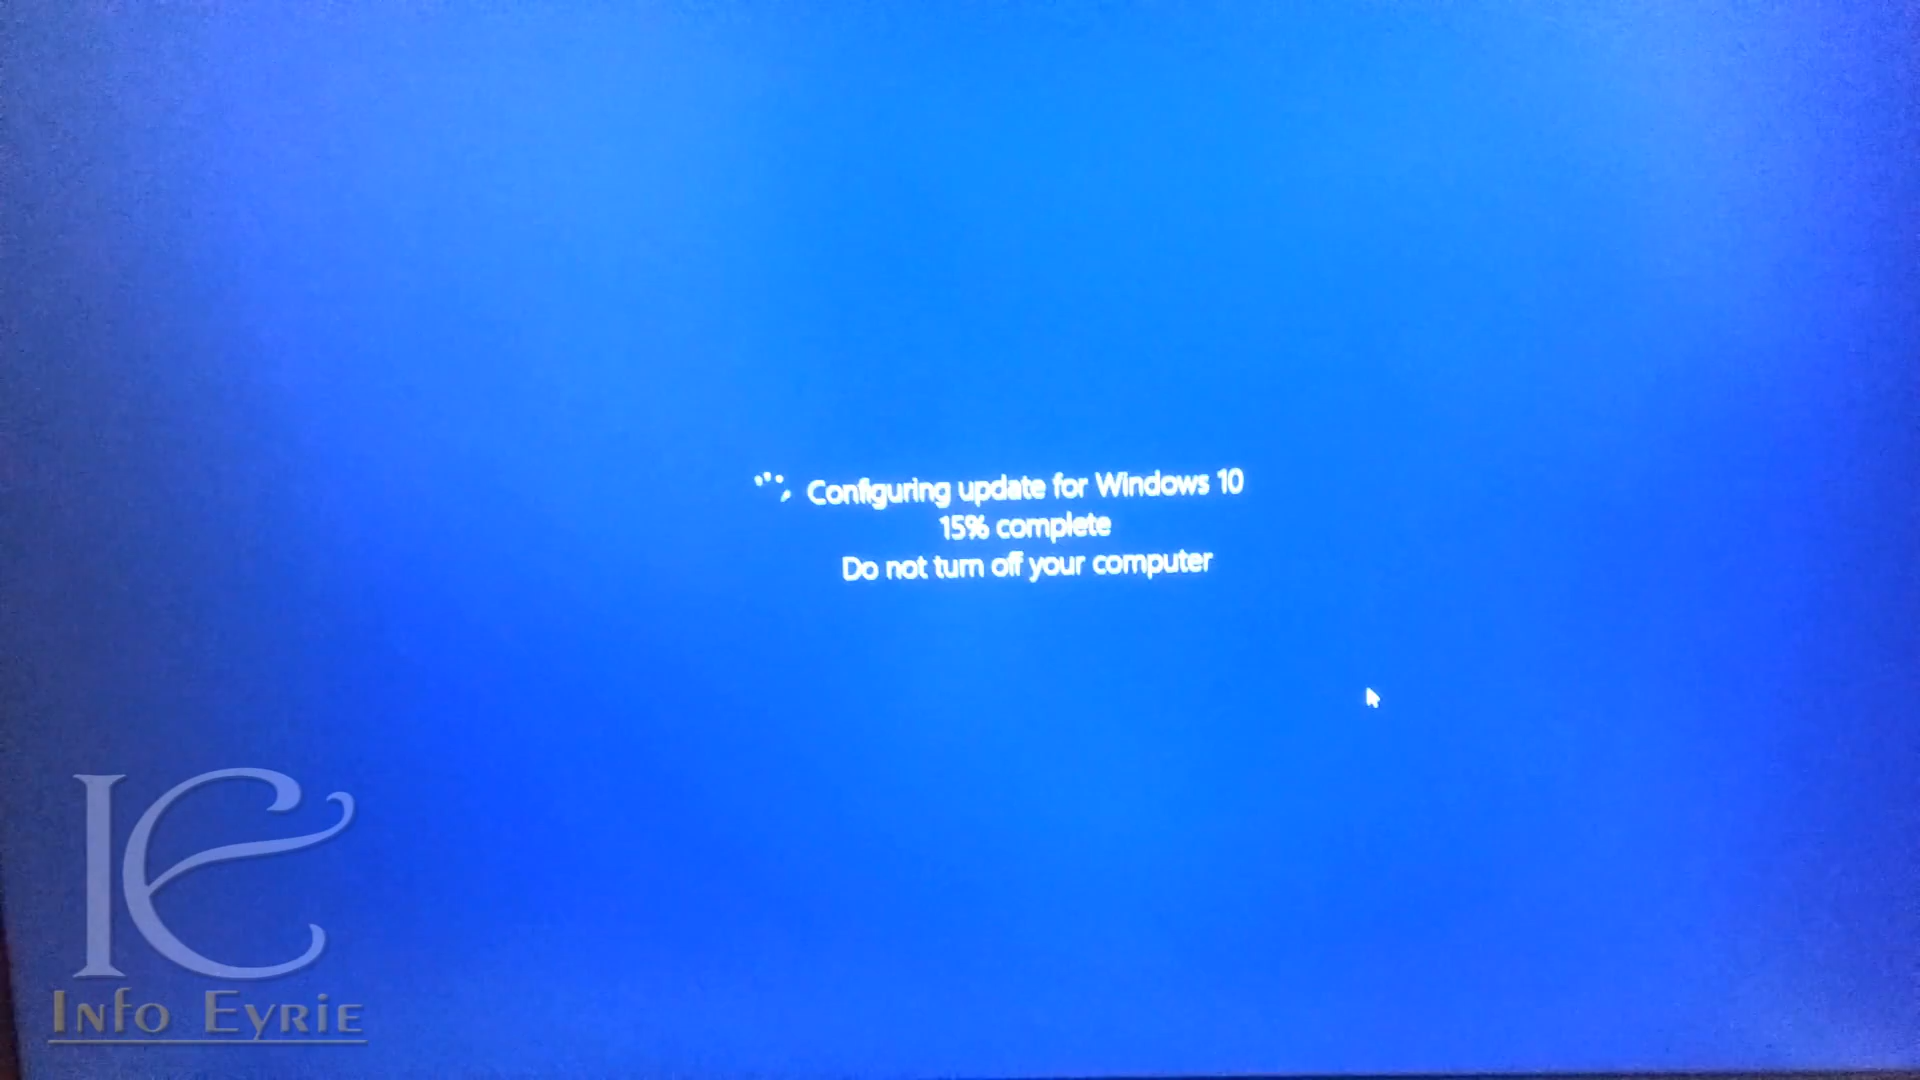 Configuring update for Windows 10
15% complete
Do not turn off your computer
IE
Info Eyrie